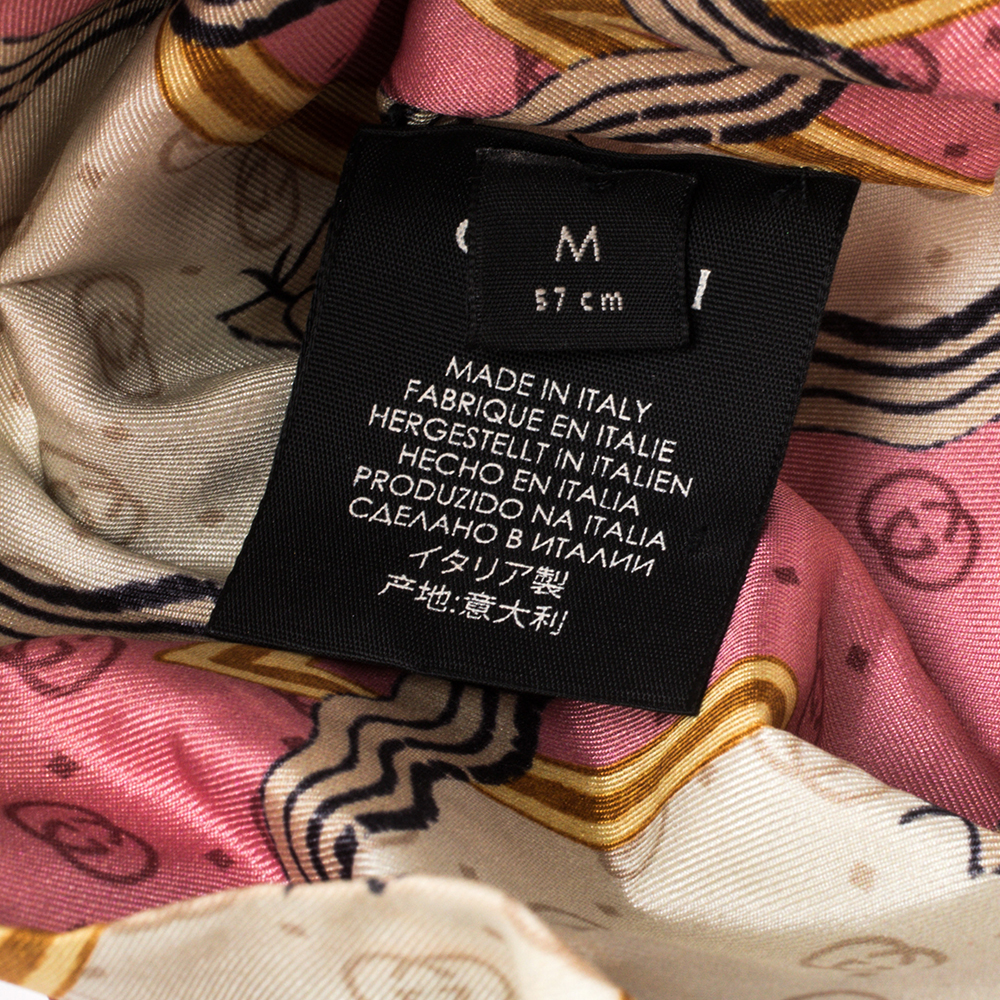 M
57 cm
MADE IN ITALY
FABRIQUE EN ITALIE
HERGESTELLT IN ITALIEN
HECHO EN ITALIA
PRODUZIDO NA ITALIA
СДЕЛАНО В ИТАЛИИ
イタリア製
产地:意大利